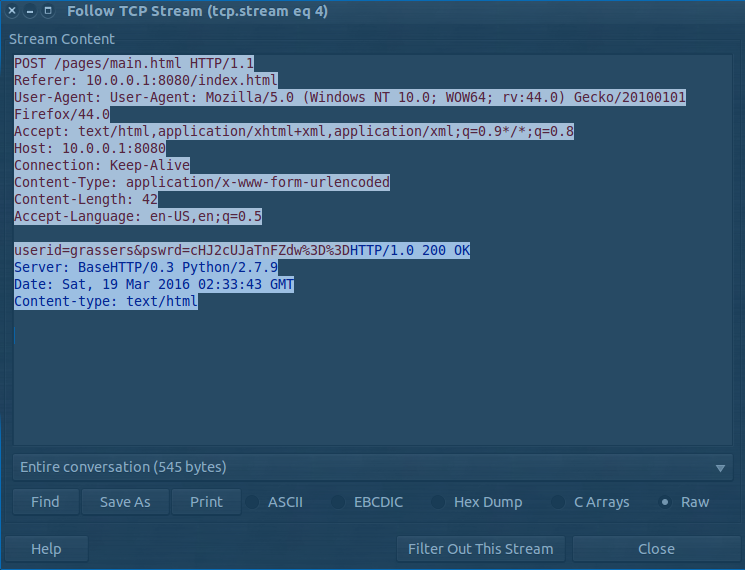 Follow TCP Stream (tcp.stream eq 4)
Stream Content
POST /pages/main.html HTTP/1.1
Referer: 10.0.0.1:8080/index.html
User-Agent: User-Agent: Mozilla/5.0 (Windows NT 10.0; WOW64; rv:44.0) Gecko/20100101
Firefox/44.0
Accept: text/html,application/xhtml+xml,application/xml;q=0.9*/*;q=0.8
Host: 10.0.0.1:8080
Connection: Keep-Alive
Content-Type: application/x-www-form-urlencoded
Content-Length: 42
Accept-Language: en-US,en;q=0.5
userid=grassers&pswrd=cHJ2cUJaTnFZdw%3D%3DHTTP/1.0 200 OK
Server: BaseHTTP/0.3 Python/2.7.9
Date: Sat, 19 Mar 2016 02:33:43 GMT
Content-type: text/html
Entire conversation (545 bytes)
Find Save As Print ASCII EBCDIC Hex Dump C Arrays Raw
Help Filter Out This Stream Close